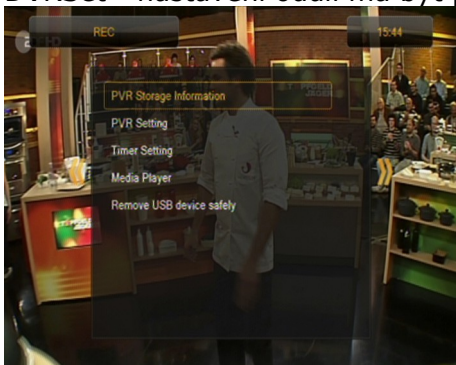 REC
15:44
PVR Storage Information
PVR Setting
Timer Setting
Media Player
Remove USB device safely